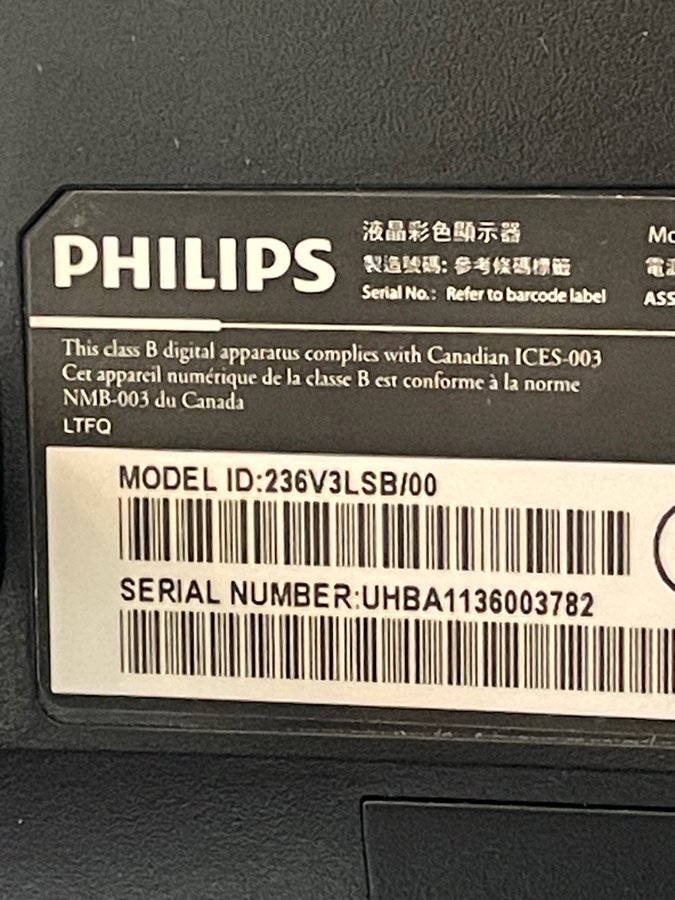 PHILIPS
液晶彩色顯示器
製造號碼: 參考條碼標籤
Serial No.: Refer to barcode label
電
ASS
This class B digital apparatus complies with Canadian ICES-003
Cet appareil numérique de la classe B est conforme à la norme
NMB-003 du Canada
LTFQ
MODEL ID:236V3LSB/00
SERIAL NUMBER:UHBA1136003782